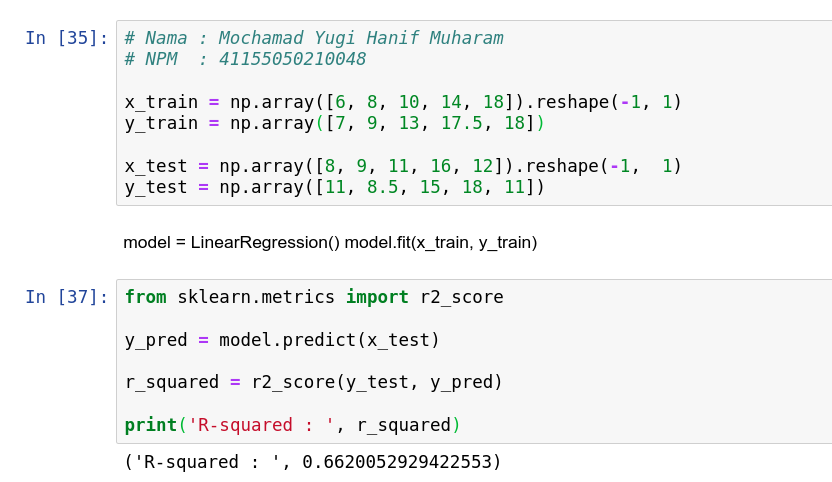 In [35]:
# Nama : Mochamad Yugi Hanif Muharam
# NPM  : 41155050210048
x_train = np.array([6, 8, 10, 14, 18]).reshape(-1, 1)
y_train = np.array([7, 9, 13, 17.5, 18])
x_test = np.array([8, 9, 11, 16, 12]).reshape(-1,  1)
y_test = np.array([11, 8.5, 15, 18, 11])
model = LinearRegression() model.fit(x_train, y_train)
In [37]:
from sklearn.metrics import r2_score
y_pred = model.predict(x_test)
r_squared = r2_score(y_test, y_pred)
print('R-squared : ', r_squared)
('R-squared : ', 0.6620052929422553)